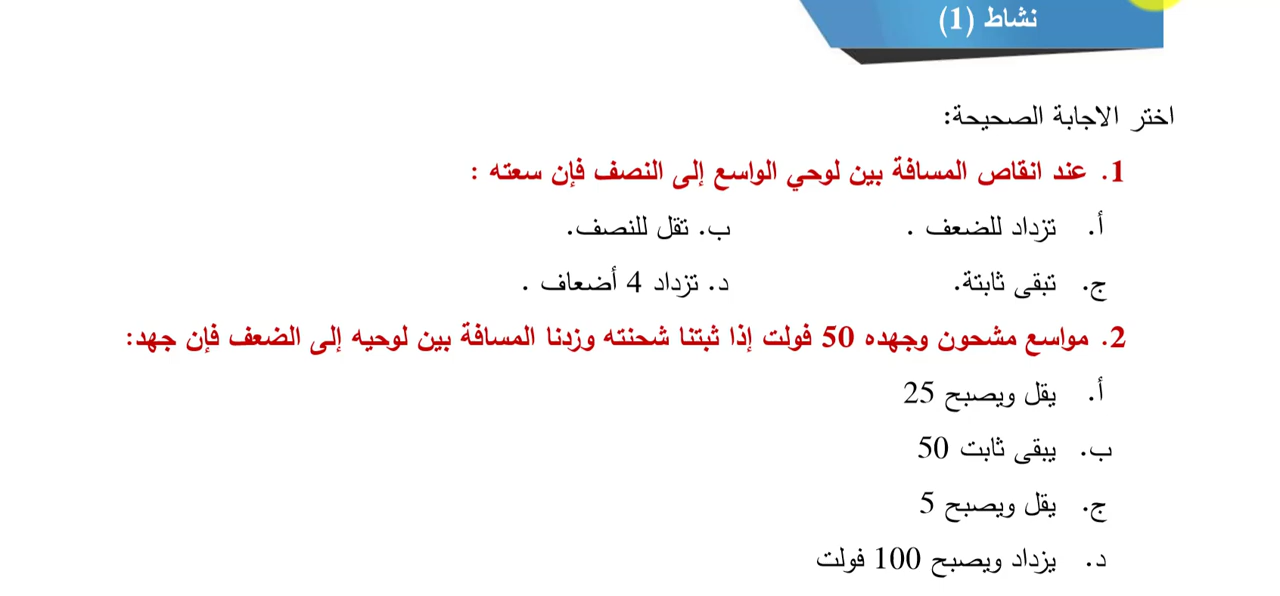 نشاط (1)
اختر الاجابة الصحيحة:
1. عند انقاص المسافة بين لوحي الواسع إلى النصف فإن سعته :
أ. تزداد للضعف . ب. تقل للنصف.
ج. تبقى ثابتة. د. تزداد 4 أضعاف .
2. مواسع مشحون وجهده 50 فولت إذا ثبتنا شحنته وزدنا المسافة بين لوحيه إلى الضعف فإن جهد:
أ. يقل ويصبح 25
ب. يبقى ثابت 50
ج. يقل ويصبح 5
د. يزداد ويصبح 100 فولت